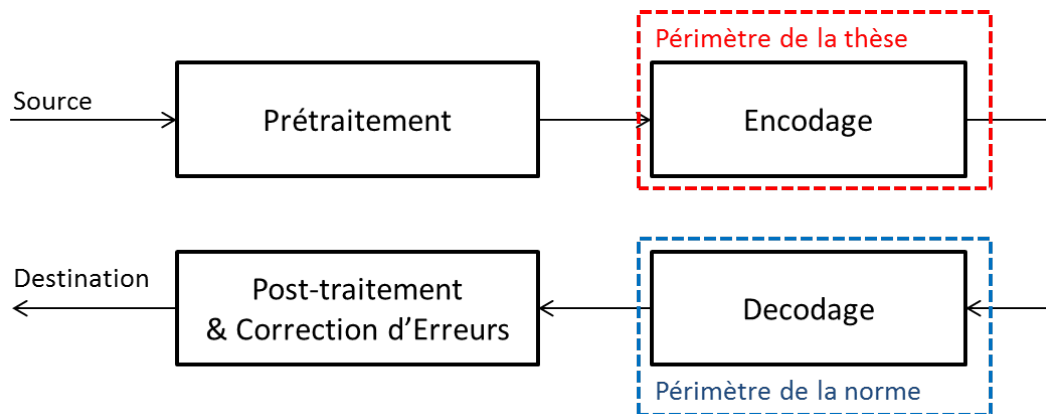 Périmètre de la thèse
Source
Prétraitement
Encodage
Destination
Post-traitement
& Correction d’Erreurs
Decodage
Périmètre de la norme